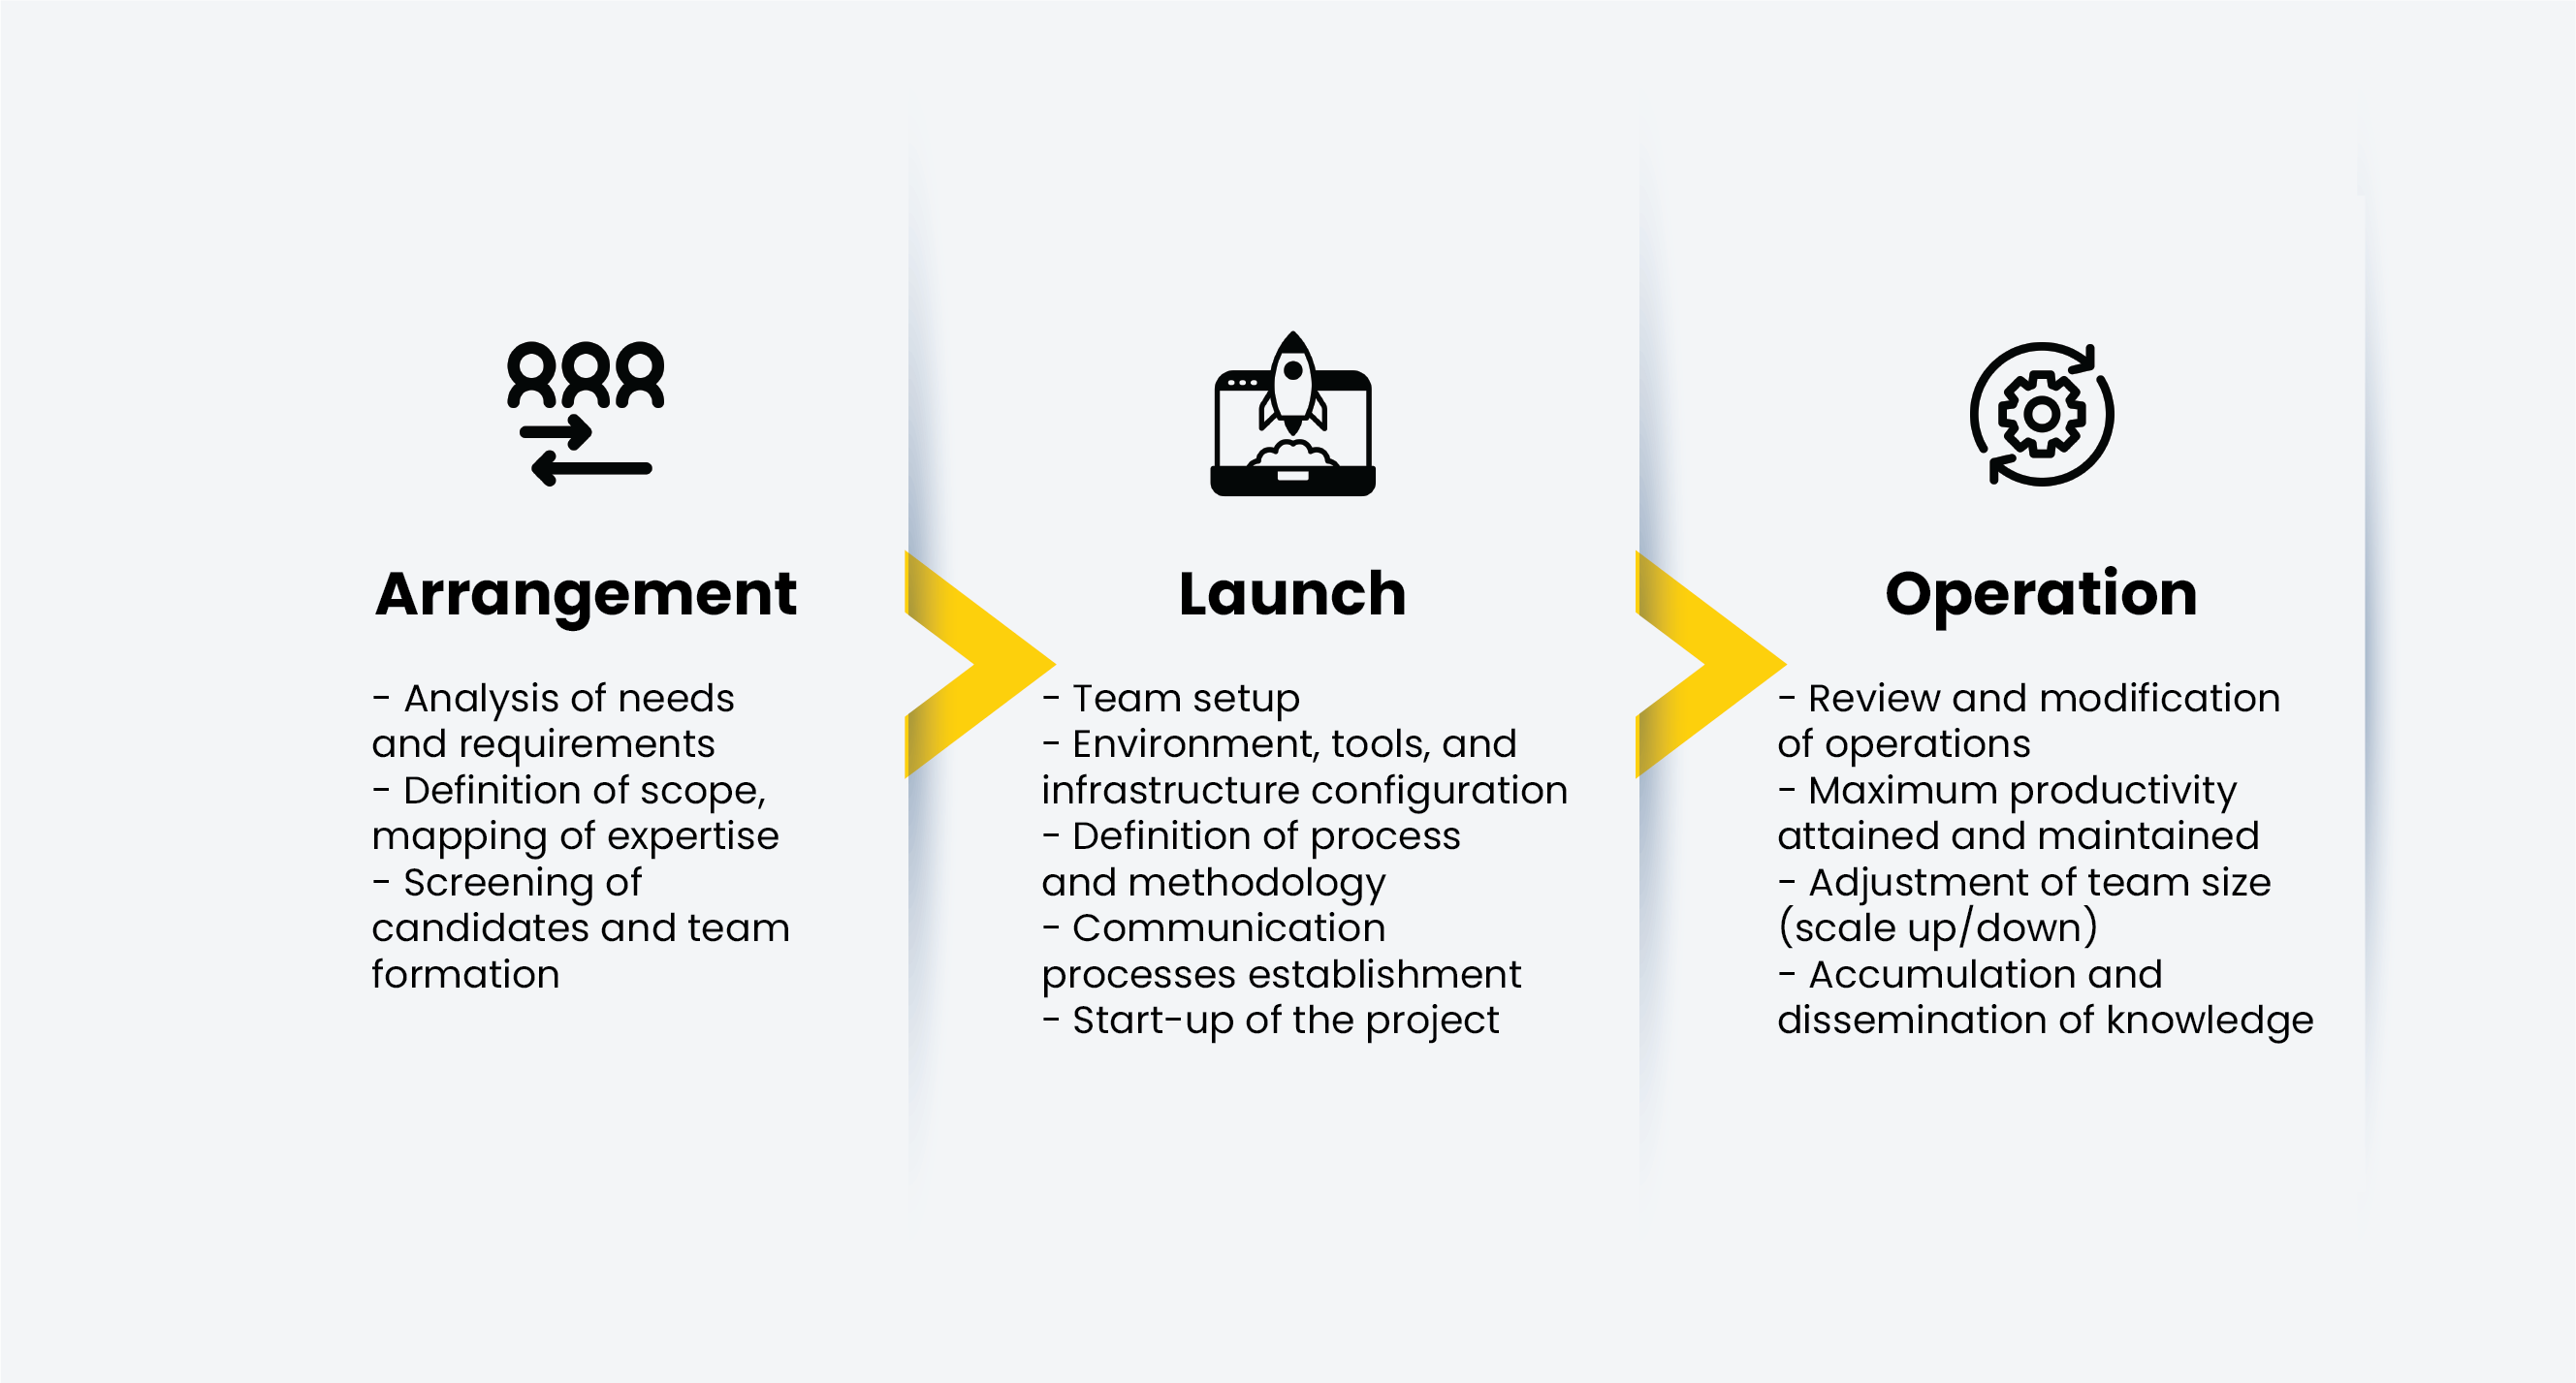 Arrangement
- Analysis of needs
and requirements
- Definition of scope,
mapping of expertise
- Screening of
candidates and team
formation
Launch
- Team setup
- Environment, tools, and
infrastructure configuration
- Definition of process
and methodology
- Communication
processes establishment
- Start-up of the project
Operation
- Review and modification
of operations
- Maximum productivity
attained and maintained
- Adjustment of team size
(scale up/down)
- Accumulation and
dissemination of knowledge